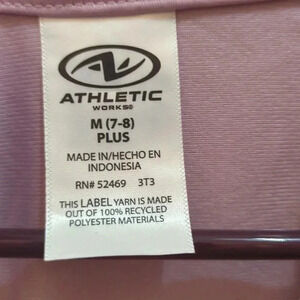 ATHLETIC
WORKS®
M (7-8)
PLUS
MADE IN/HECHO EN
INDONESIA
RN# 52469 3T3
THIS LABEL YARN IS MADE
OUT OF 100% RECYCLED
POLYESTER MATERIALS